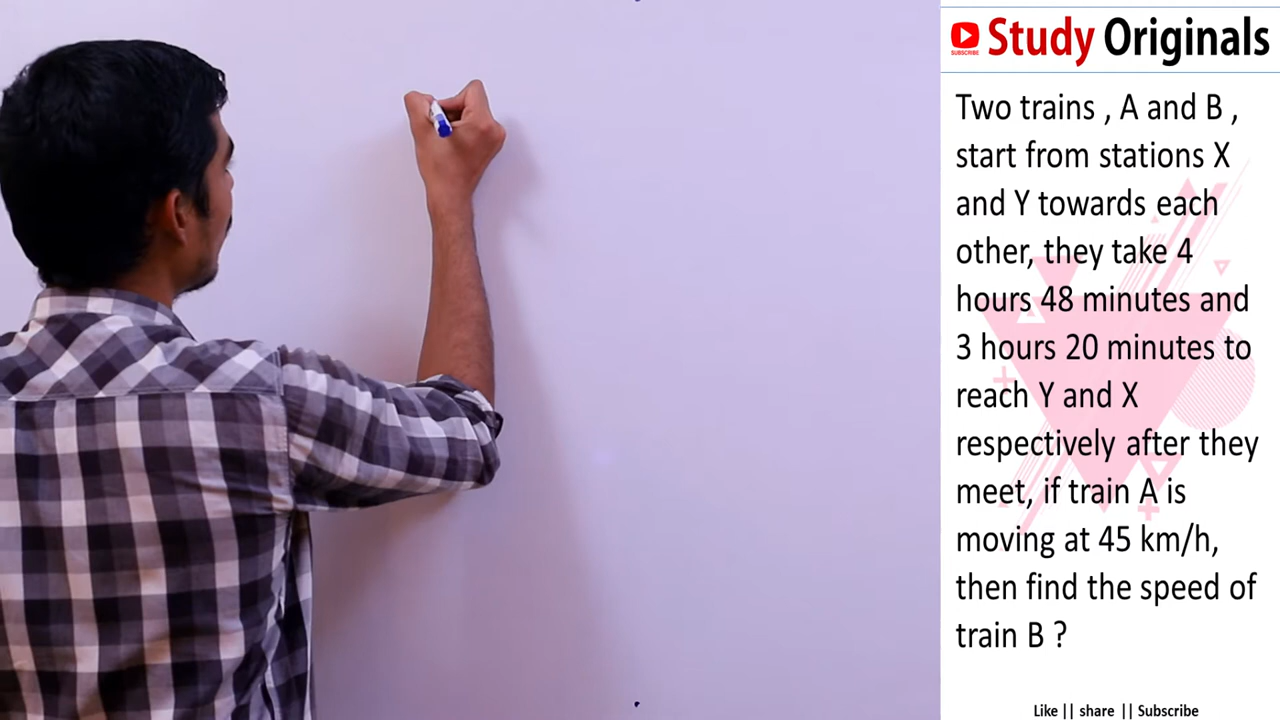 SUBSCRIBE
Study Originals
Two trains , A and B ,
start from stations X
and Y towards each
other, they take 4
hours 48 minutes and
3 hours 20 minutes to
reach Y and X
respectively after they
meet, if train A is
moving at 45 km/h,
then find the speed of
train B ?
Like || share || Subscribe